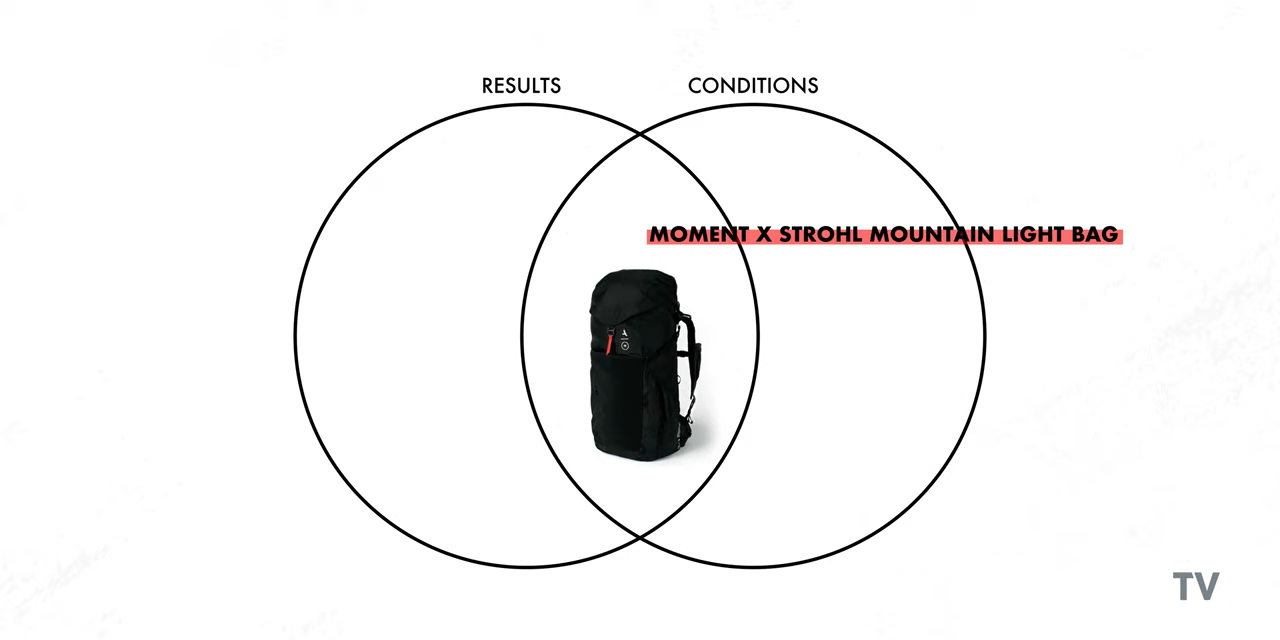 RESULTS
CONDITIONS
MOMENT X STROHL MOUNTAIN LIGHT BAG
TV